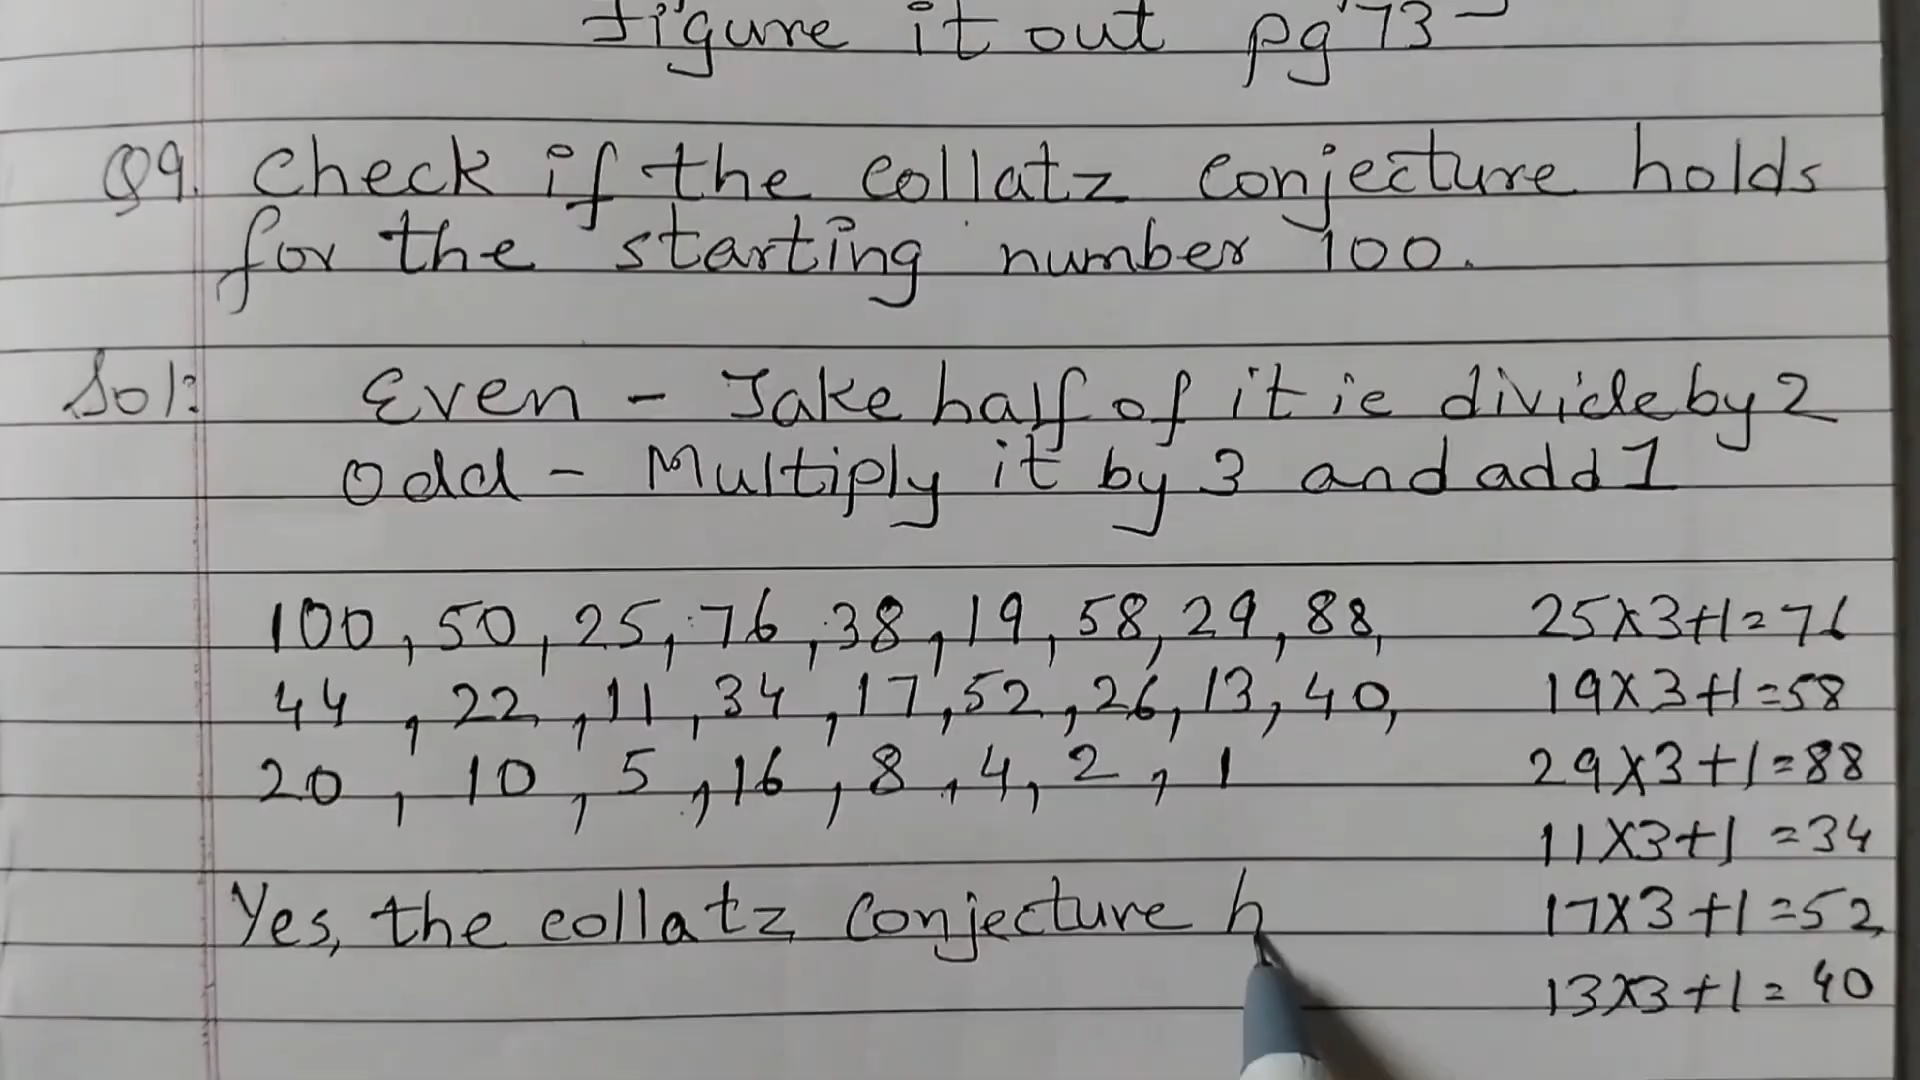 Figure it out pg 73
Q9. Check if the collatz conjecture holds
for the starting number 100.
Sol: Even - Take half of it ie divide by 2
Odd - Multiply it by 3 and add 1
100, 50, 25, 76, 38, 19, 58, 29, 88,
25x3+1=76
44, 22, 11, 34, 17, 52, 26, 13, 40,
19x3+1=58
20, 10, 5, 16, 8, 4, 2, 1
29x3+1=88
11x3+1=34
Yes, the collatz conjecture h
17x3+1=52
13x3+1=40